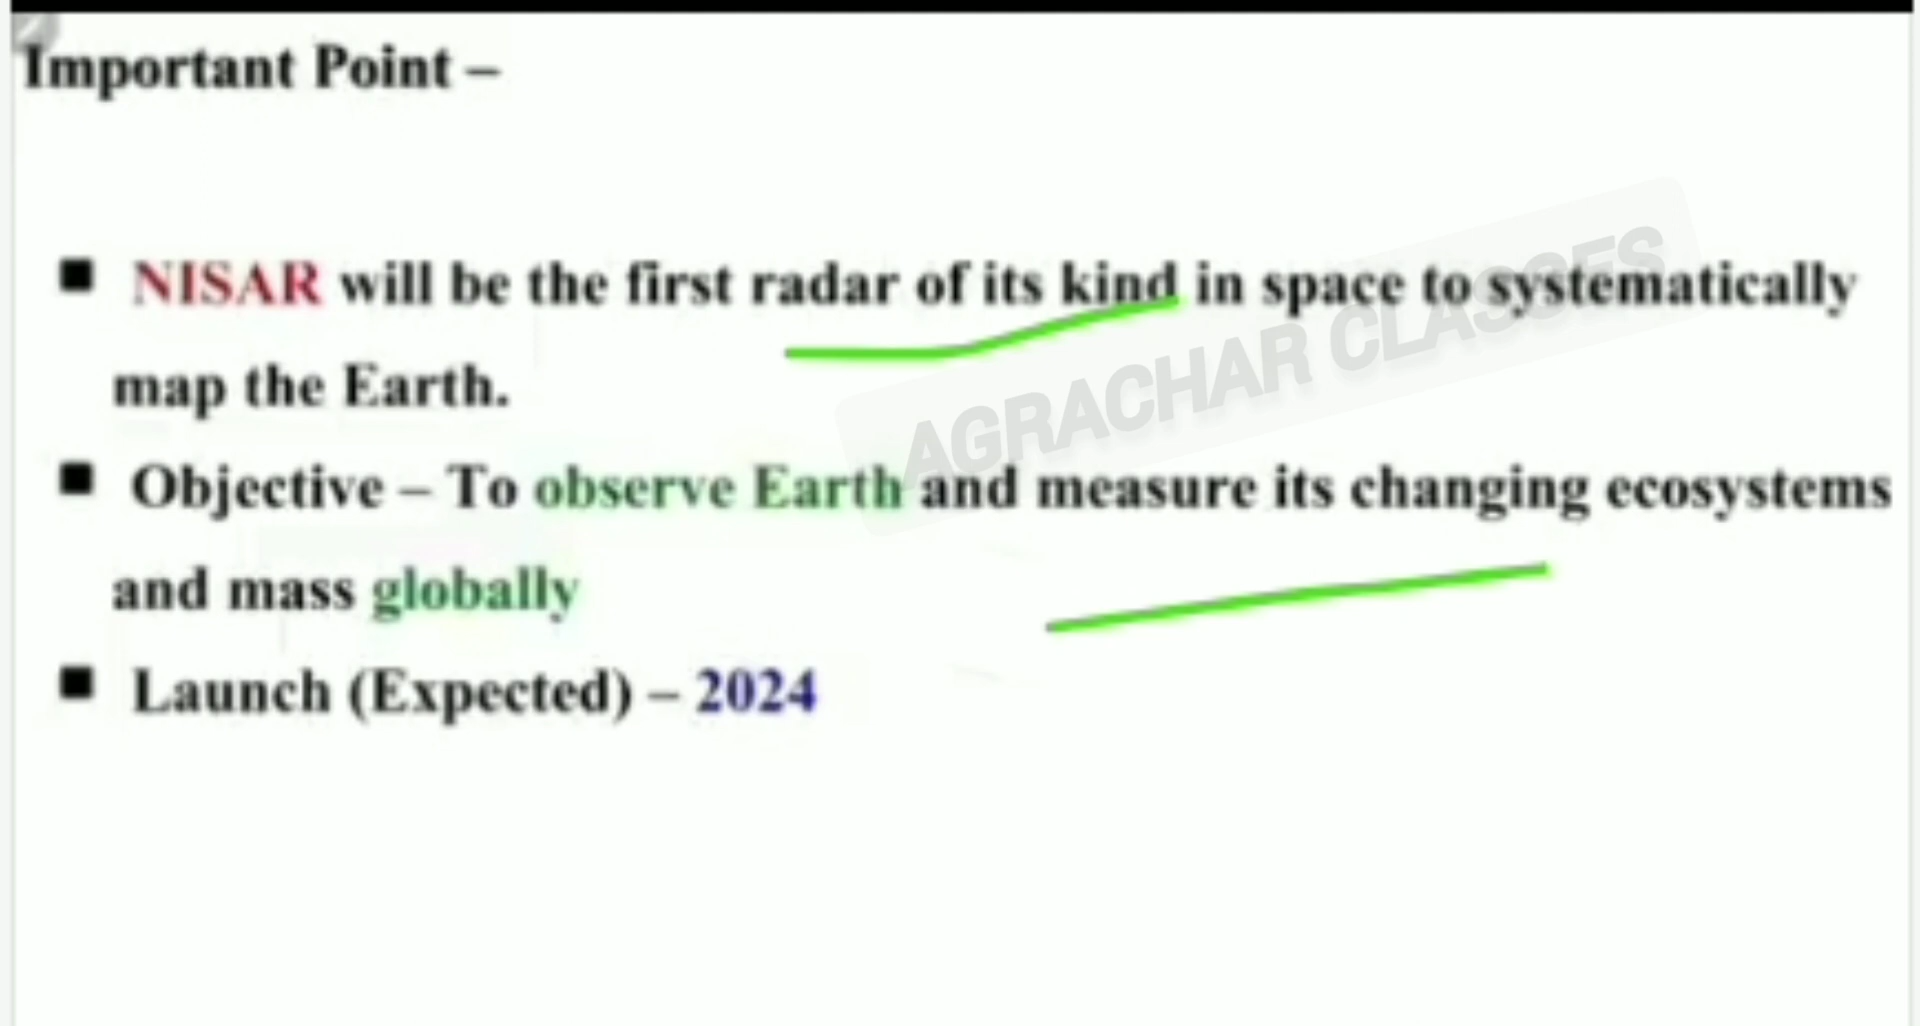 Important Point –
■ NISAR will be the first radar of its kind in space to systematically
map the Earth.
■ Objective – To observe Earth and measure its changing ecosystems
and mass globally
■ Launch (Expected) – 2024
AGRACHAR CLASSES